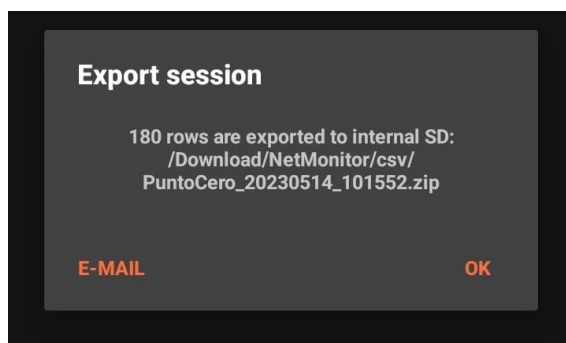 Export session
180 rows are exported to internal SD:
/Download/NetMonitor/csv/
PuntoCero_20230514_101552.zip
E-MAIL
OK